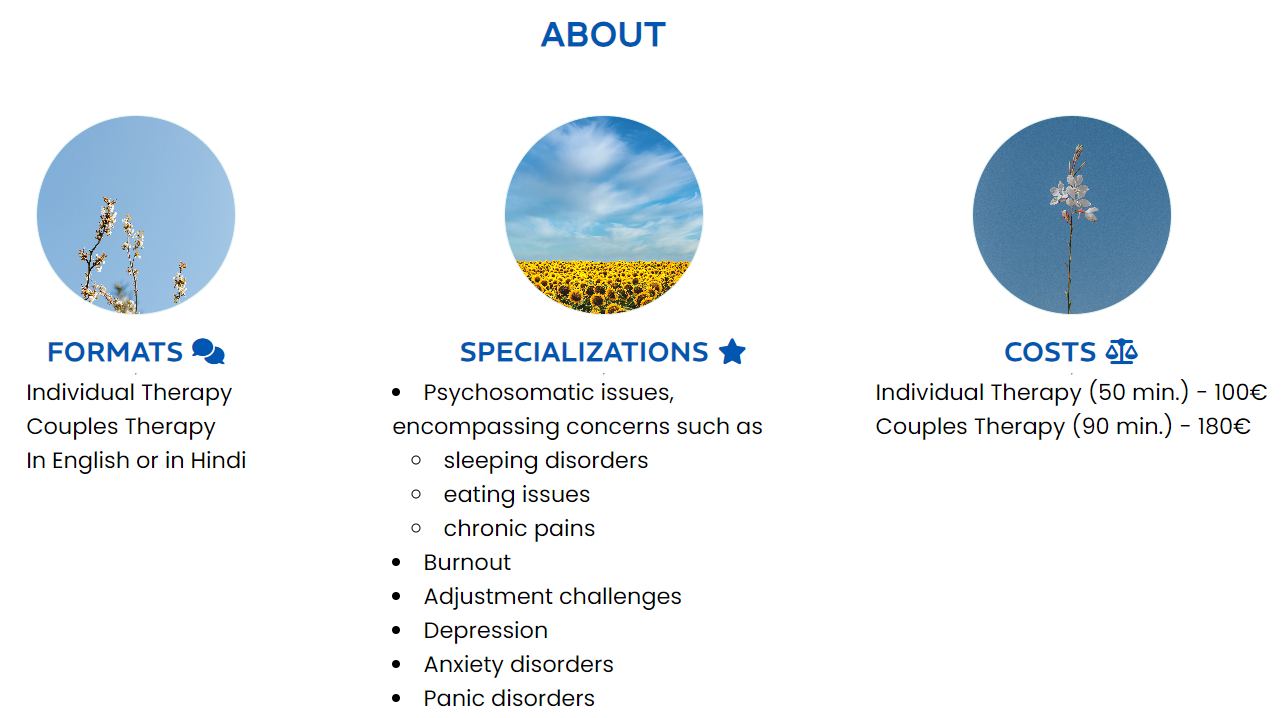 ABOUT
FORMATS
Individual Therapy
Couples Therapy
In English or in Hindi
SPECIALIZATIONS
• Psychosomatic issues,
encompassing concerns such as
○ sleeping disorders
○ eating issues
○ chronic pains
• Burnout
• Adjustment challenges
• Depression
• Anxiety disorders
• Panic disorders
COSTS
Individual Therapy (50 min.) - 100€
Couples Therapy (90 min.) - 180€